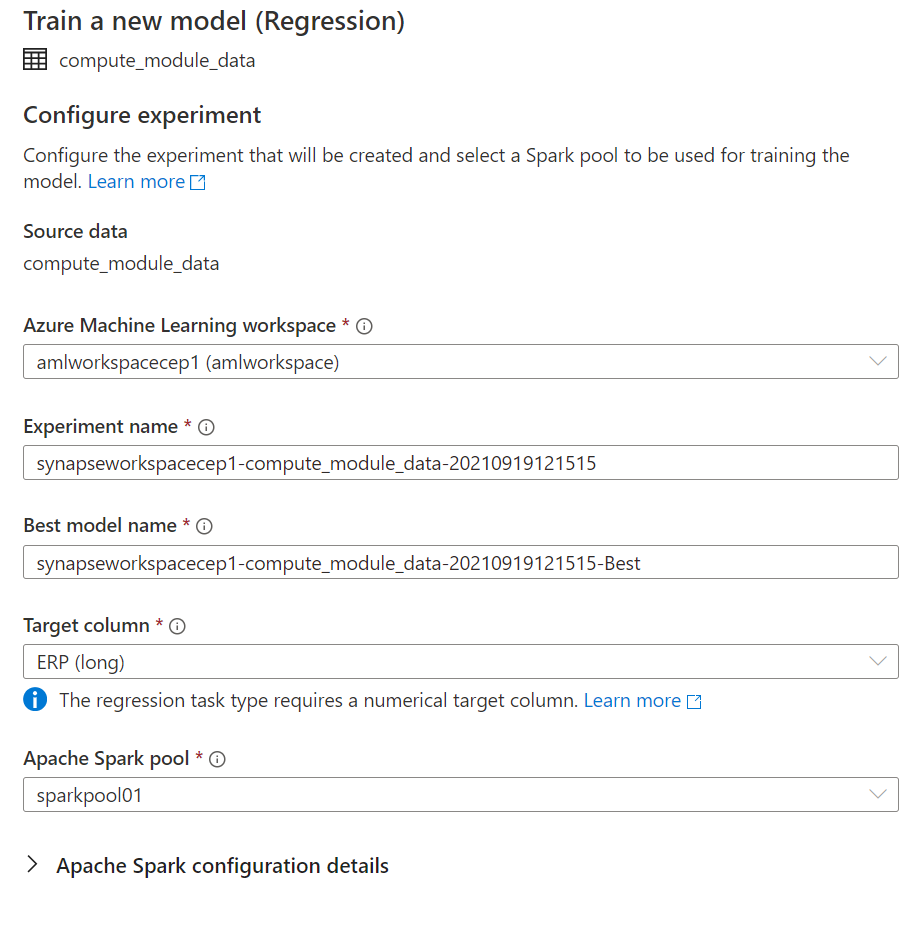 Train a new model (Regression)
compute_module_data
Configure experiment
Configure the experiment that will be created and select a Spark pool to be used for training the
model. Learn more
Source data
compute_module_data
Azure Machine Learning workspace *
amlworkspacecep1 (amlworkspace)
Experiment name *
synapseworkspacecep1-compute_module_data-20210919121515
Best model name *
synapseworkspacecep1-compute_module_data-20210919121515-Best
Target column *
ERP (long)
The regression task type requires a numerical target column. Learn more
Apache Spark pool *
sparkpool01
Apache Spark configuration details